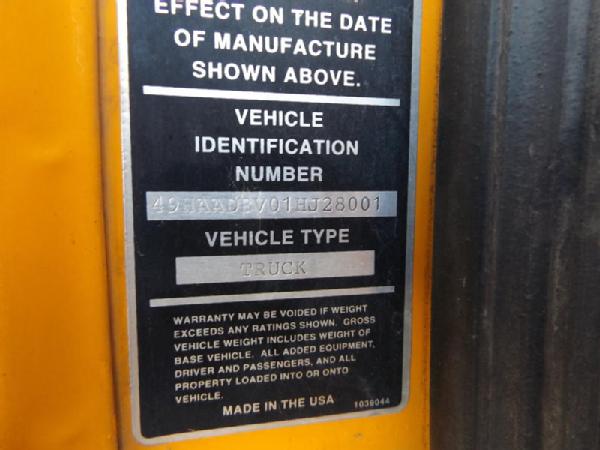 EFFECT ON THE DATE
OF MANUFACTURE
SHOWN ABOVE.
VEHICLE
IDENTIFICATION
NUMBER
49HAADBV01HJ28001
VEHICLE TYPE
TRUCK
WARRANTY MAY BE VOIDED IF WEIGHT
EXCEEDS ANY RATINGS SHOWN. GROSS
VEHICLE WEIGHT INCLUDES WEIGHT OF
BASE VEHICLE. ALL ADDED EQUIPMENT,
DRIVER AND PASSENGERS, AND ALL
PROPERTY LOADED INTO OR ONTO
VEHICLE.
MADE IN THE USA 1039044